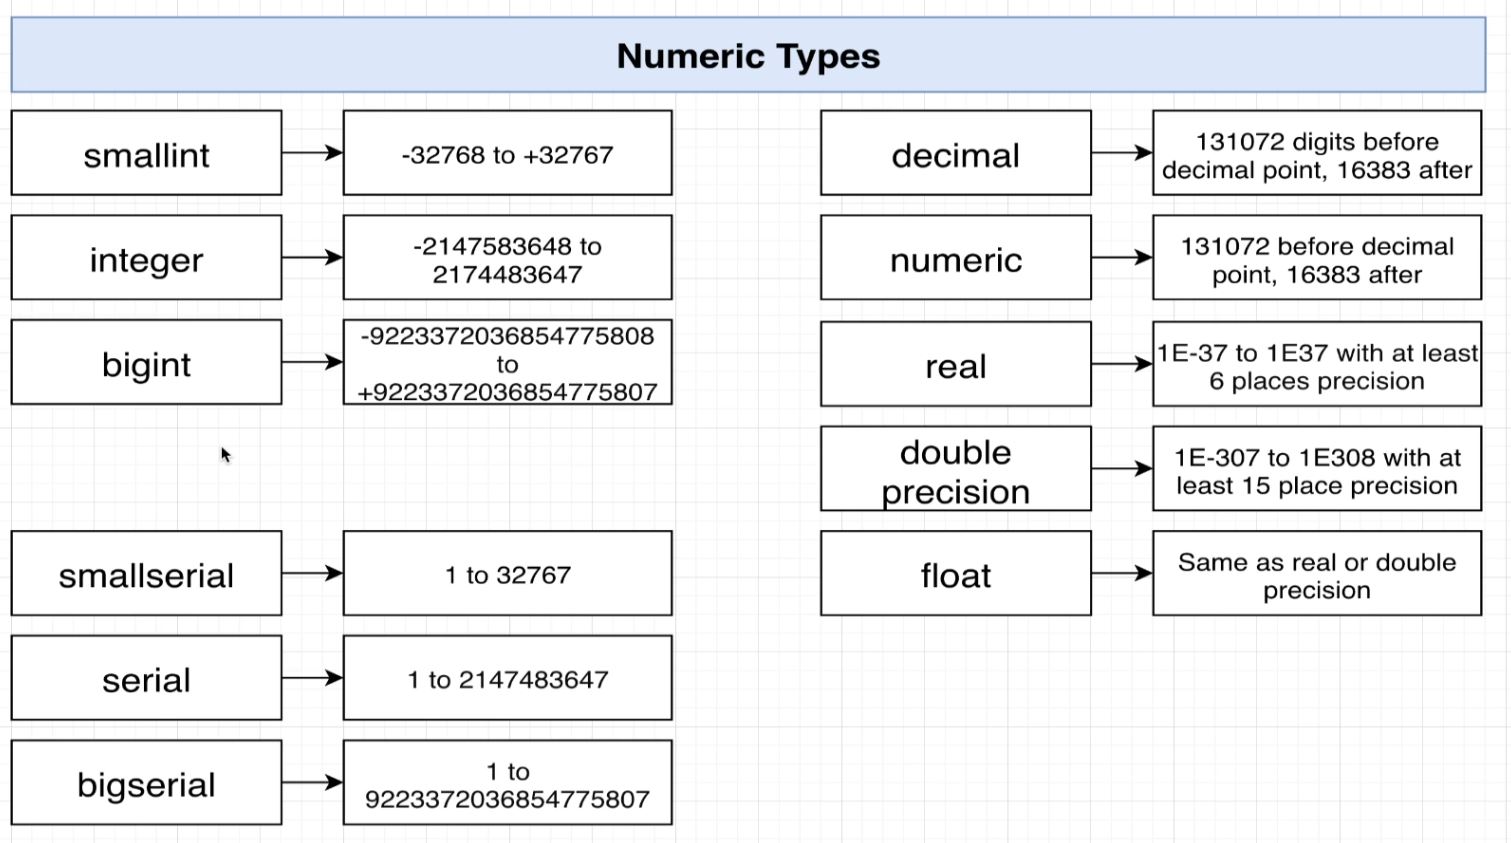 Numeric Types
smallint
-32768 to +32767
integer
-2147583648 to
2174483647
bigint
-9223372036854775808
to
+9223372036854775807
smallserial
1 to 32767
serial
1 to 2147483647
bigserial
1 to
9223372036854775807
decimal
131072 digits before
decimal point, 16383 after
numeric
131072 before decimal
point, 16383 after
real
1E-37 to 1E37 with at least
6 places precision
double
precision
1E-307 to 1E308 with at
least 15 place precision
float
Same as real or double
precision